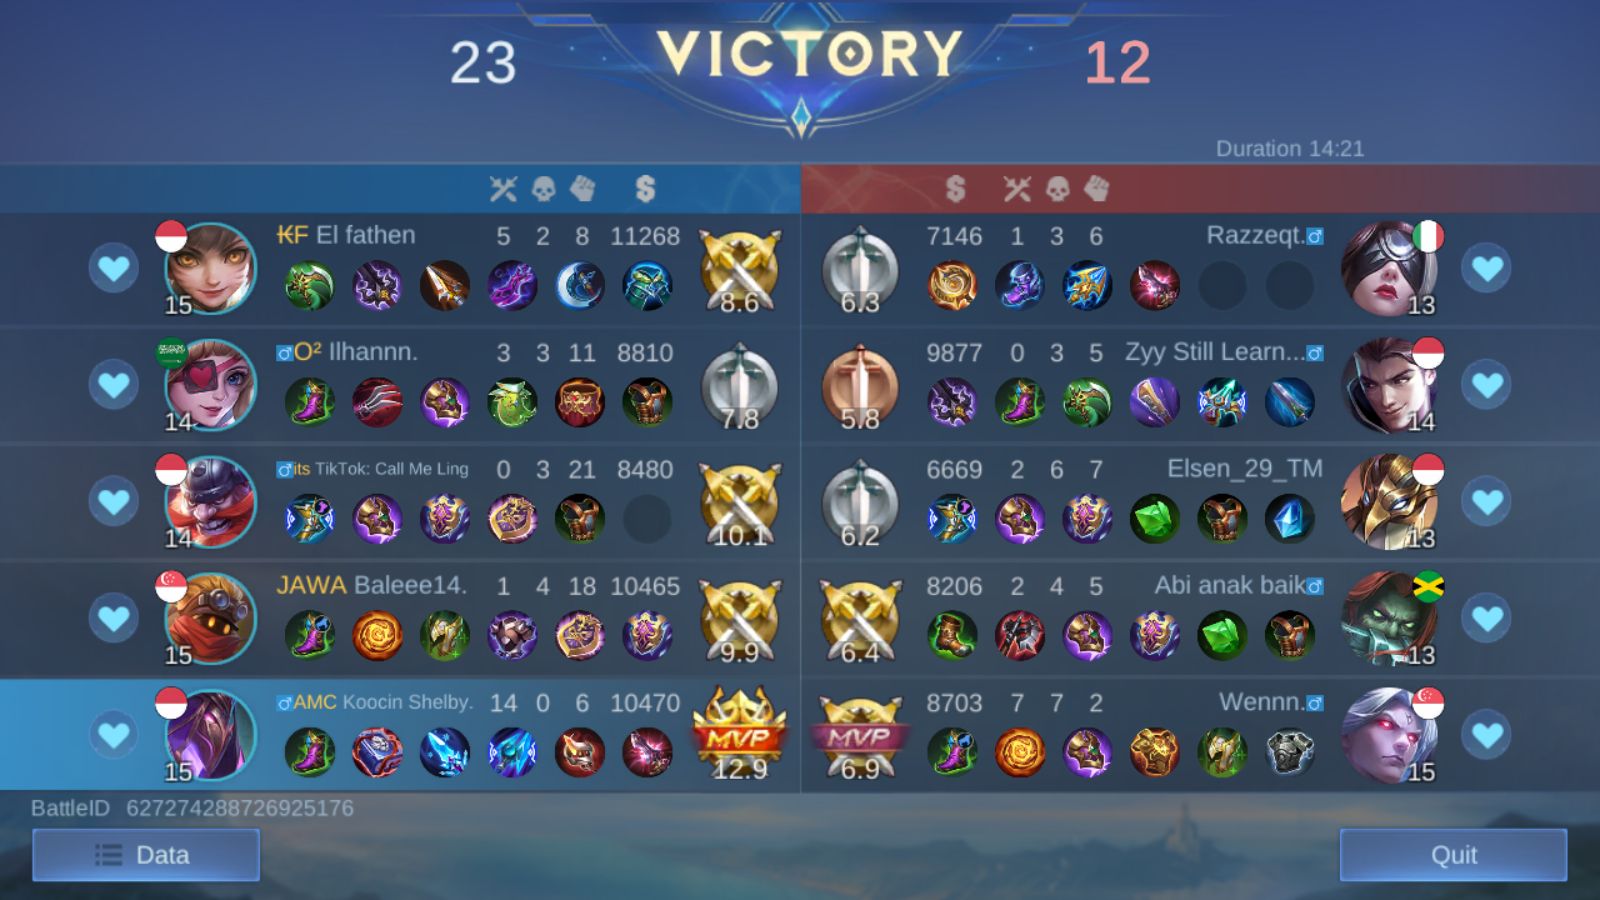 23 VICTORY 12
Duration 14:21
KF El fathen 5 2 8 11268
15 8.6
7146 1 3 6 Razzeqt.
6.3 13
O² Ilhannn. 3 3 11 8810
14 7.8
9877 0 3 5 Zyy Still Learn...
5.8 14
its TikTok: Call Me Ling 0 3 21 8480
14 10.1
6669 2 6 7 Elsen_29_TM
6.2 13
JAWA Baleee14. 1 4 18 10465
15 9.9
8206 2 4 5 Abi anak baik
6.4 13
AMC Koocin Shelby. 14 0 6 10470
15 MVP 12.9
8703 7 7 2 Wennn.
MVP 6.9 15
BattleID 627274288726925176
Data
Quit